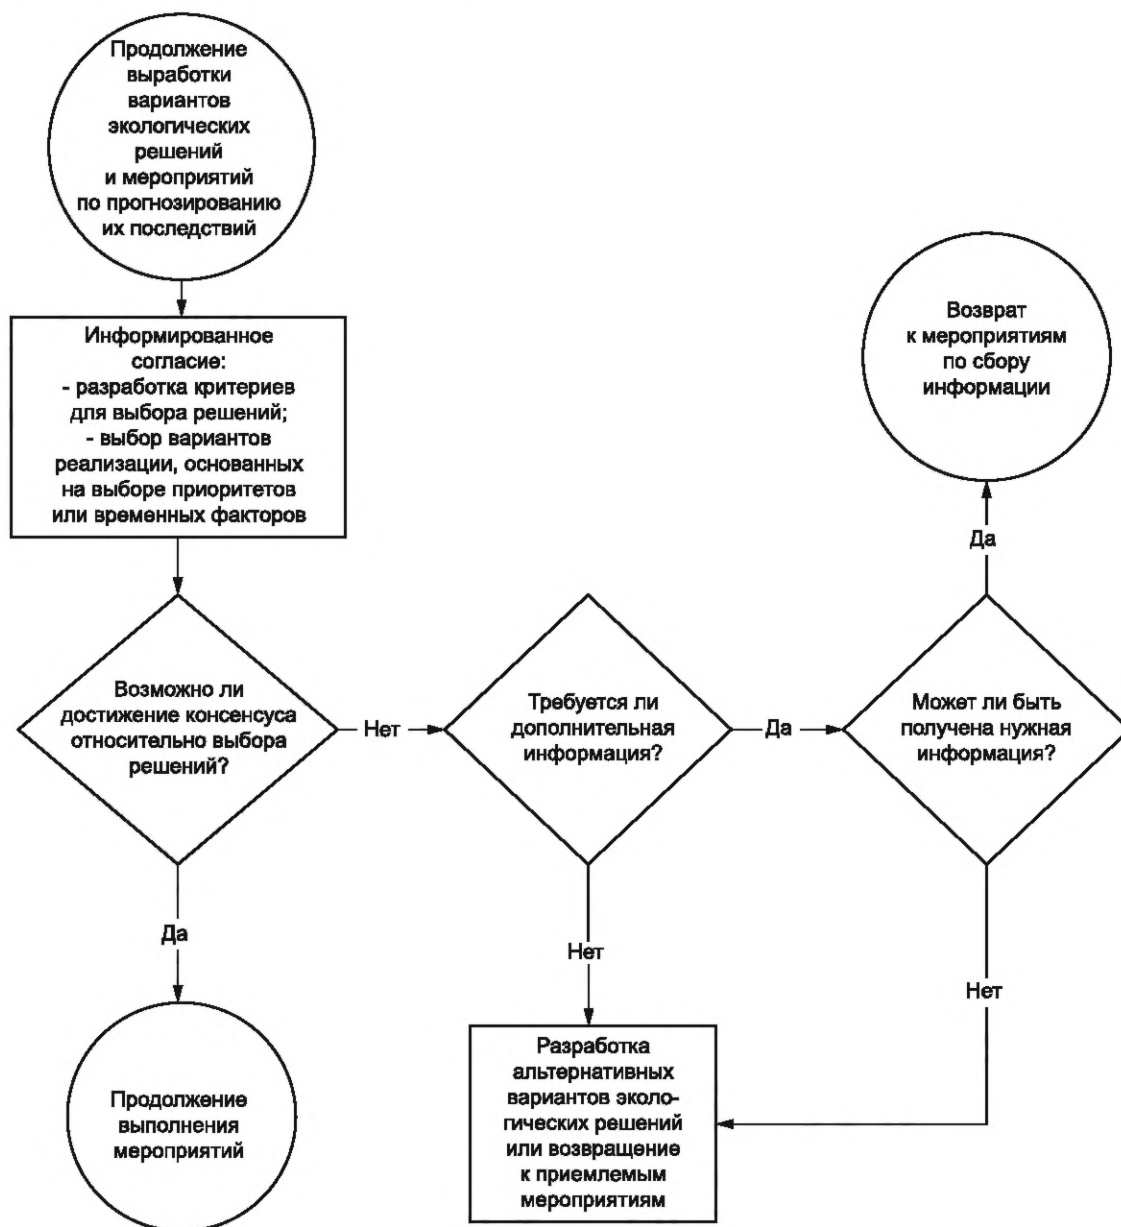 Продолжение
выработки
вариантов
экологических
решений
и мероприятий
по прогнозированию
их последствий
Информированное
согласие:
- разработка критериев
для выбора решений;
- выбор вариантов
реализации, основанных
на выборе приоритетов
или временных факторов
Возврат
к мероприятиям
по сбору
информации
Да
Возможно ли
достижение консенсуса
относительно выбора
решений?
Нет
Требуется ли
дополнительная
информация?
Да
Может ли быть
получена нужная
информация?
Да
Нет
Нет
Продолжение
выполнения
мероприятий
Разработка
альтернативных
вариантов эколо-
гических решений
или возвращение
к приемлемым
мероприятиям